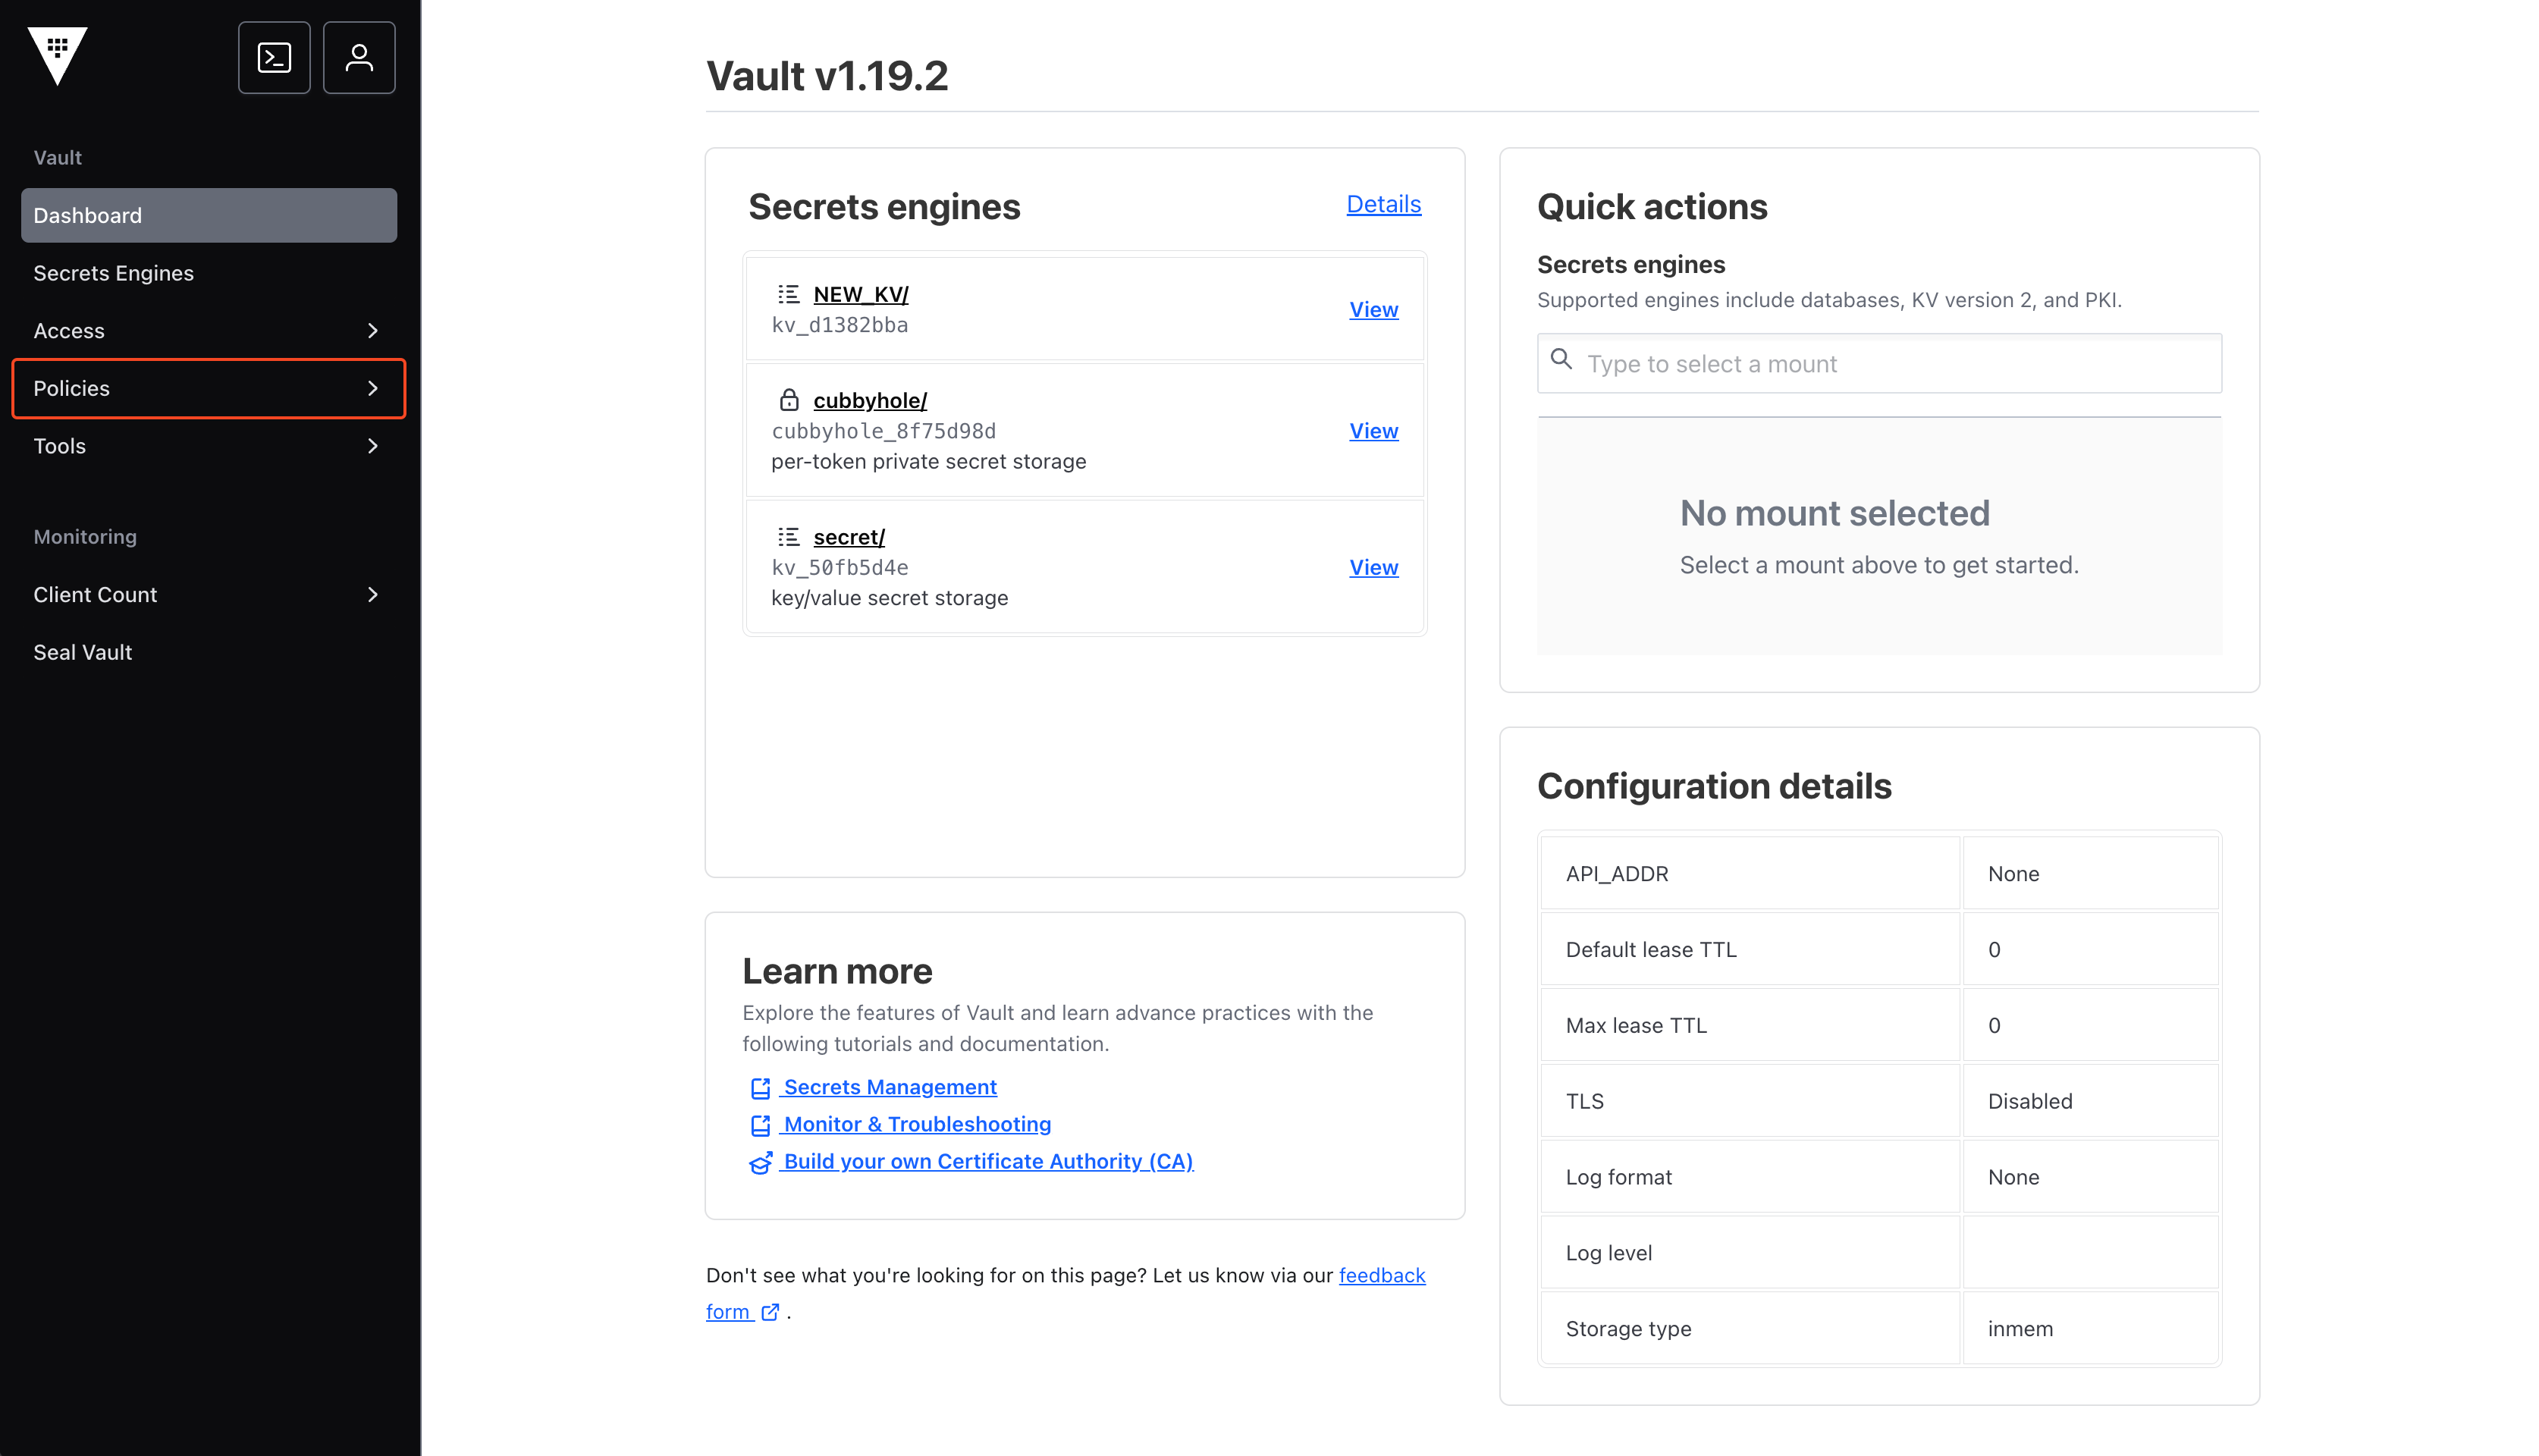 Vault
Dashboard
Secrets Engines
Access
Policies
Tools
Monitoring
Client Count
Seal Vault
Vault v1.19.2
Secrets engines
Details
NEW_KV/
kv_d1382bba
View
cubbyhole/
cubbyhole_8f75d98d
View
per-token private secret storage
secret/
kv_50fb5d4e
View
key/value secret storage
Learn more
Explore the features of Vault and learn advance practices with the
following tutorials and documentation.
Secrets Management
Monitor & Troubleshooting
Build your own Certificate Authority (CA)
Don't see what you're looking for on this page? Let us know via our feedback
form .
Quick actions
Secrets engines
Supported engines include databases, KV version 2, and PKI.
Type to select a mount
No mount selected
Select a mount above to get started.
Configuration details
API_ADDR None
Default lease TTL 0
Max lease TTL 0
TLS Disabled
Log format None
Log level
Storage type inmem